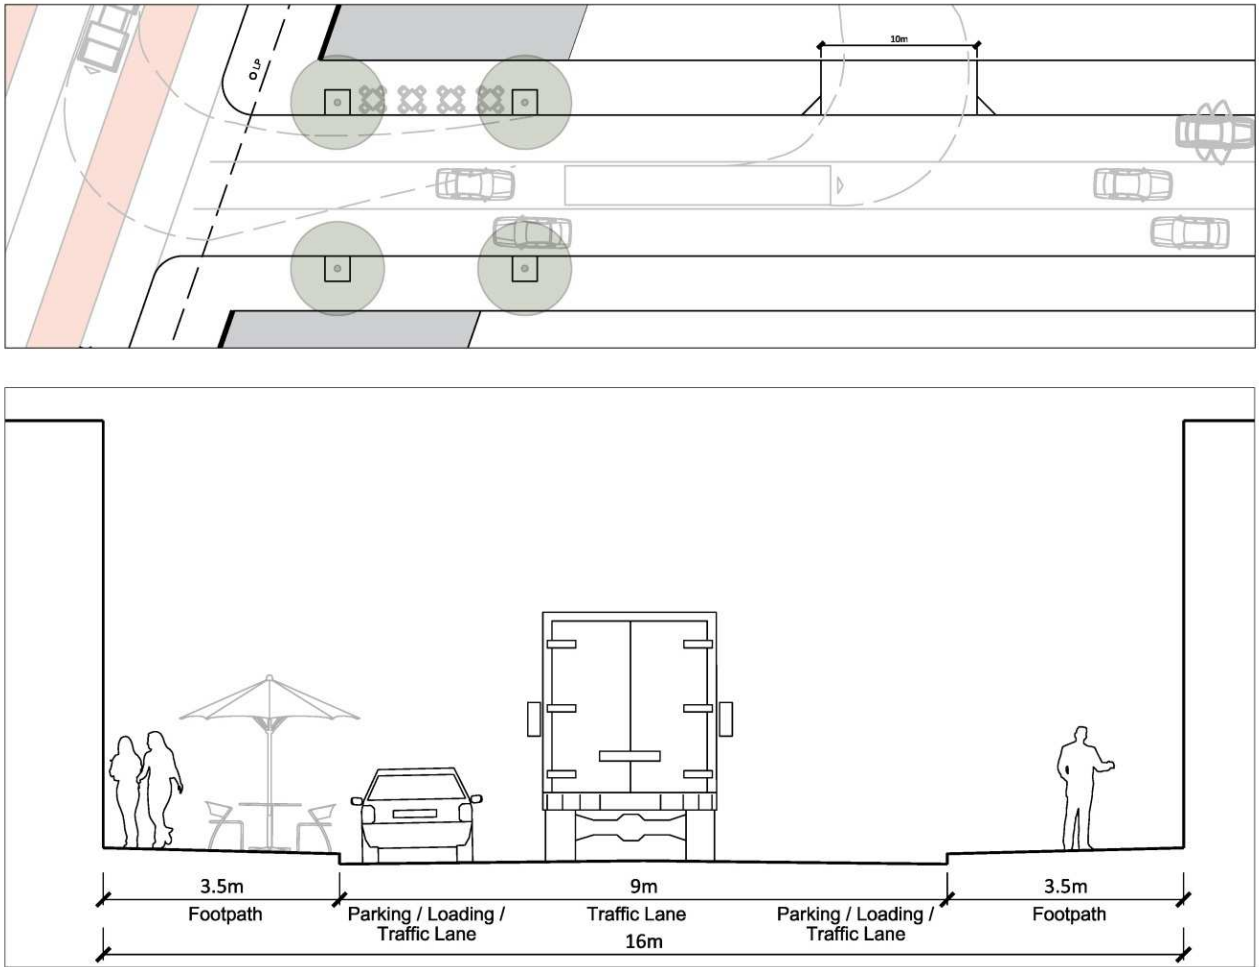 LP
10m
3.5m
9m
3.5m
Footpath
Parking / Loading /
Traffic Lane
Traffic Lane
Parking / Loading /
Traffic Lane
Footpath
16m